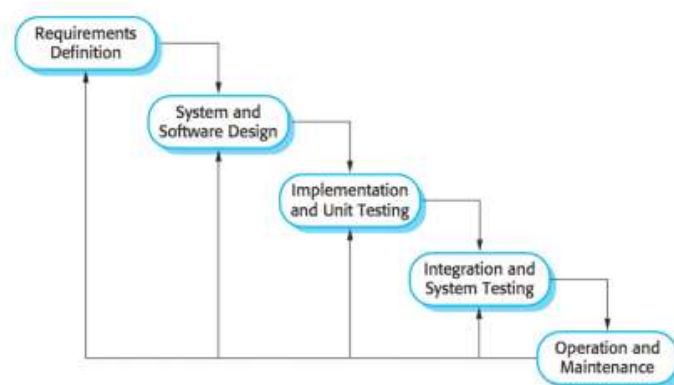 Requirements
Definition
System and
Software Design
Implementation
and Unit Testing
Integration and
System Testing
Operation and
Maintenance